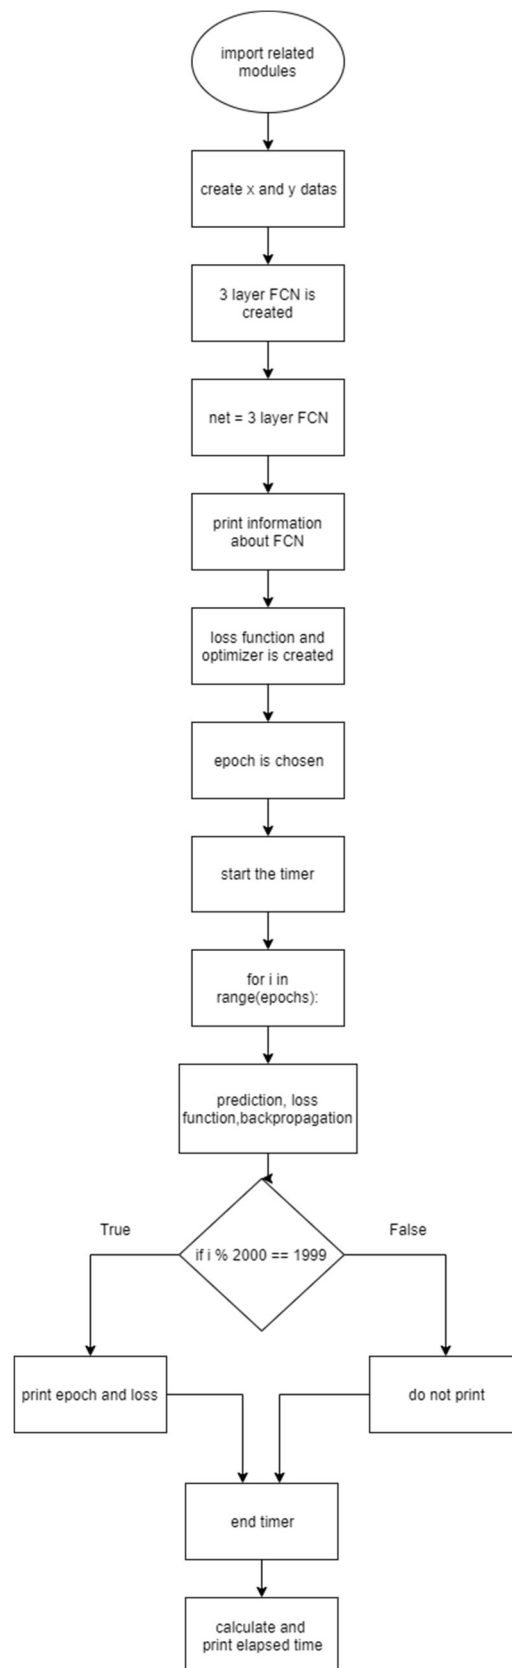 import related
modules
create x and y datas
3 layer FCN is
created
net = 3 layer FCN
print information
about FCN
loss function and
optimizer is created
epoch is chosen
start the timer
for i in
range(epochs):
prediction, loss
function,backpropagation
True
False
if i % 2000 == 1999
print epoch and loss
do not print
end timer
calculate and
print elapsed time